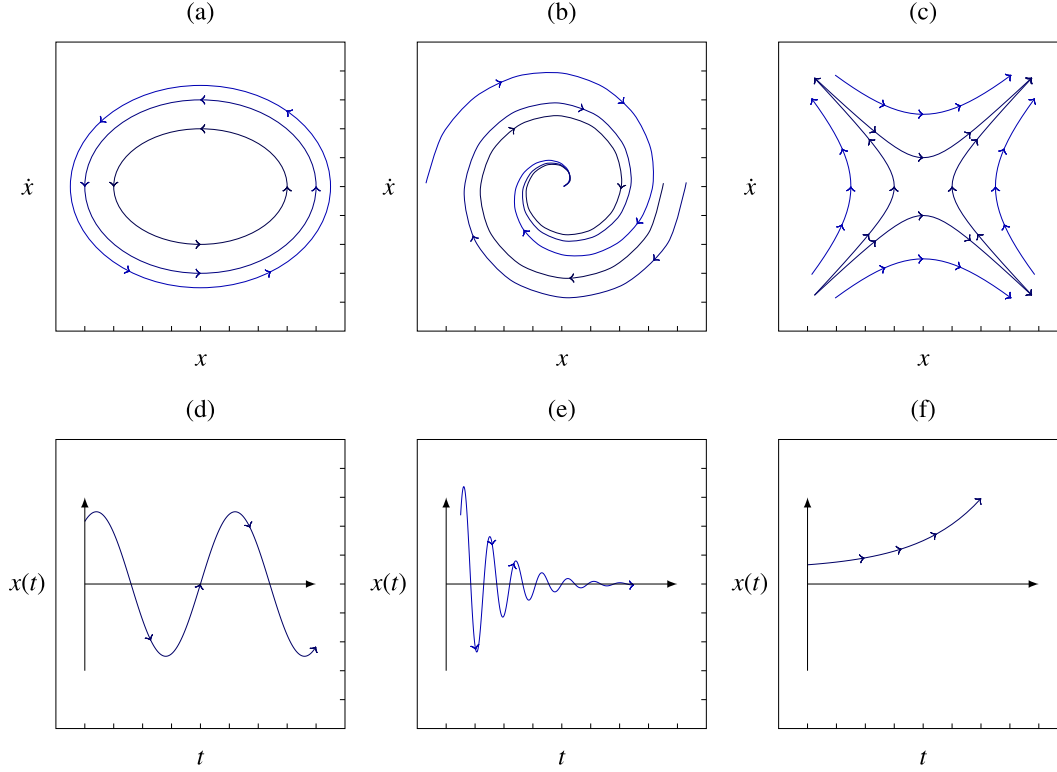 (a) (b) (c)
ẋ ẋ ẋ
x x x
(d) (e) (f)
x(t) x(t) x(t)
t t t